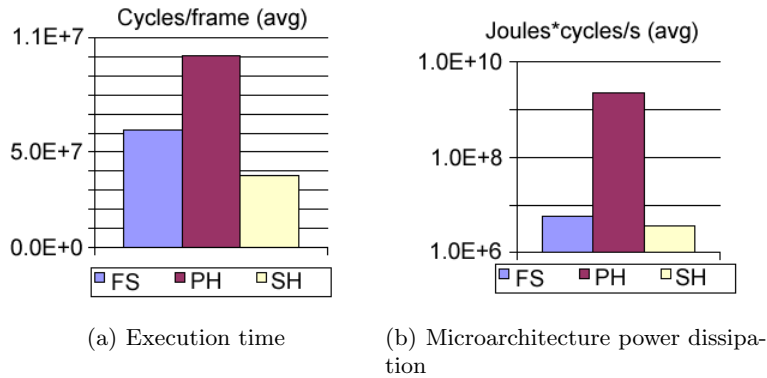 Cycles/frame (avg)
1.1E+7
5.0E+7
0.0E+0
FS PH SH
(a) Execution time
Joules*cycles/s (avg)
1.0E+10
1.0E+8
1.0E+6
FS PH SH
(b) Microarchitecture power dissipa-
tion